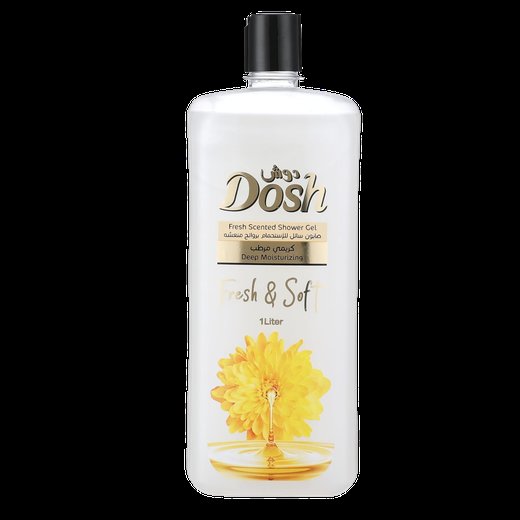 دوش
Dosh
Fresh Scented Shower Gel
صابون سائل للإستحمام بروائح منعشه
كريمي مرطب
Deep Moisturizing
Fresh & Soft
1Liter